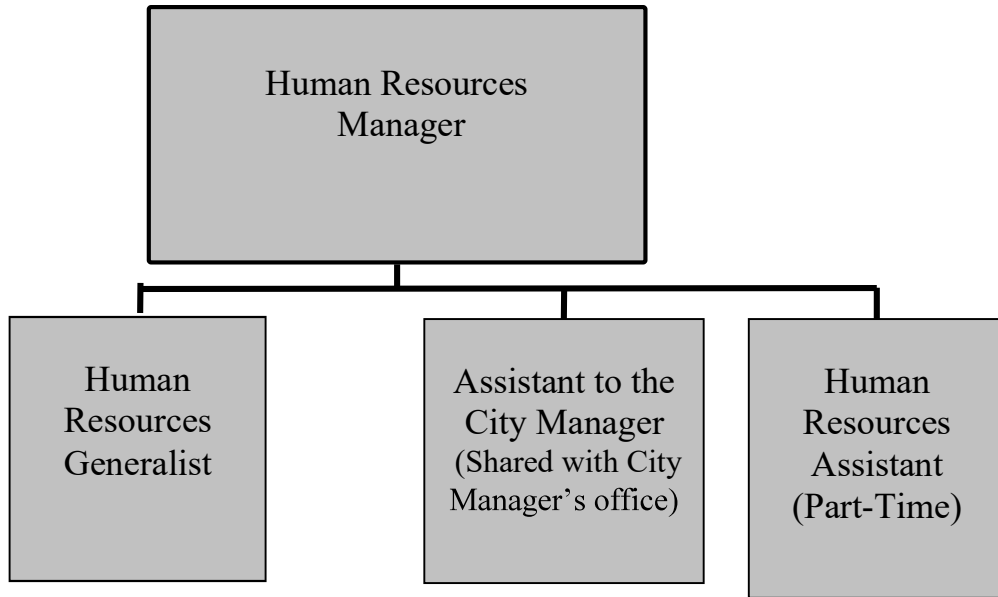 Human Resources
Manager
Human
Resources
Generalist
Assistant to the
City Manager
(Shared with City
Manager’s office)
Human
Resources
Assistant
(Part-Time)